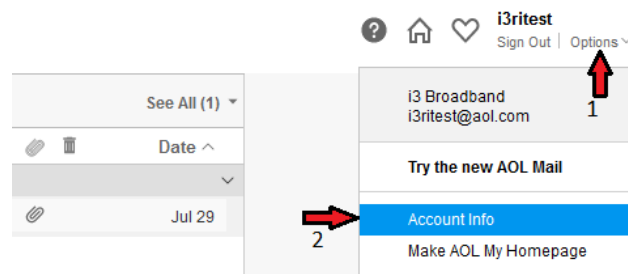 i3ritest
Sign Out | Options
See All (1)
i3 Broadband
i3ritest@aol.com
1
Date
Try the new AOL Mail
Jul 29
2
Account Info
Make AOL My Homepage